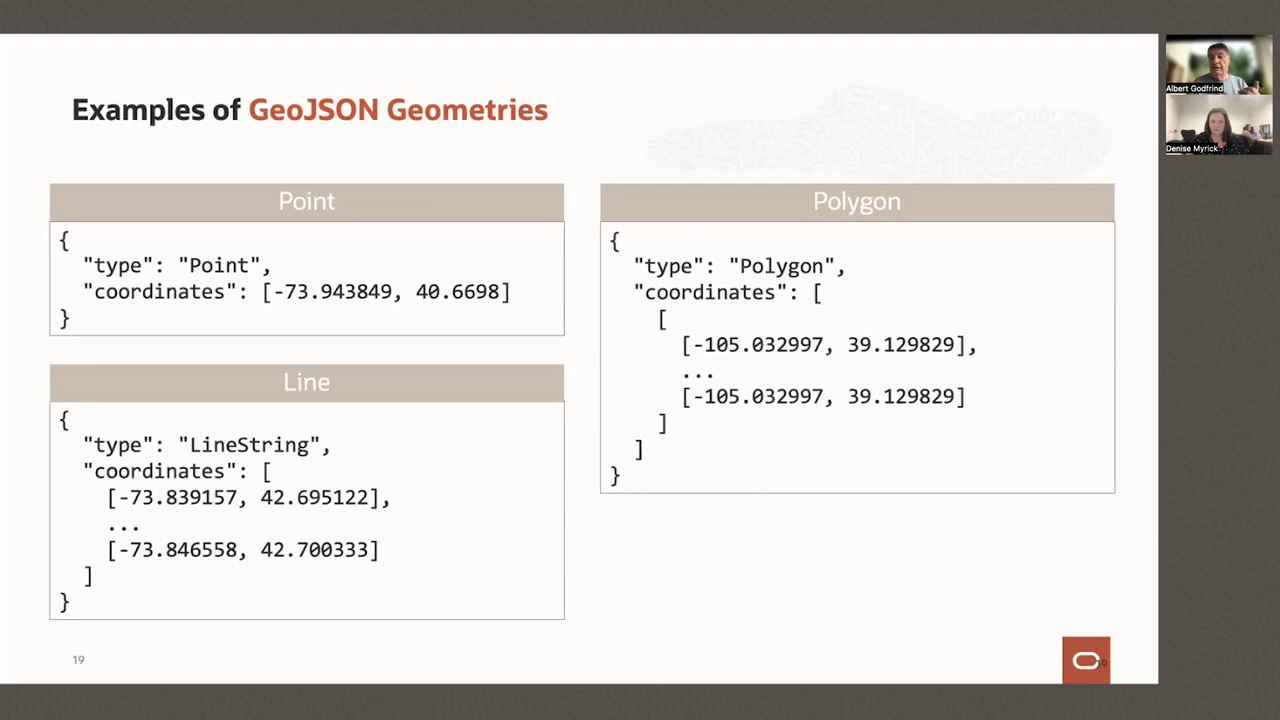 Examples of GeoJSON Geometries
Point
{
  "type": "Point",
  "coordinates": [-73.943849, 40.6698]
}
Line
{
  "type": "LineString",
  "coordinates": [
    [-73.839157, 42.695122],
    ...
    [-73.846558, 42.700333]
  ]
}
Polygon
{
  "type": "Polygon",
  "coordinates": [
    [
      [-105.032997, 39.129829],
      ...
      [-105.032997, 39.129829]
    ]
  ]
}
19
19
Albert Godfrind
Denise Myrick